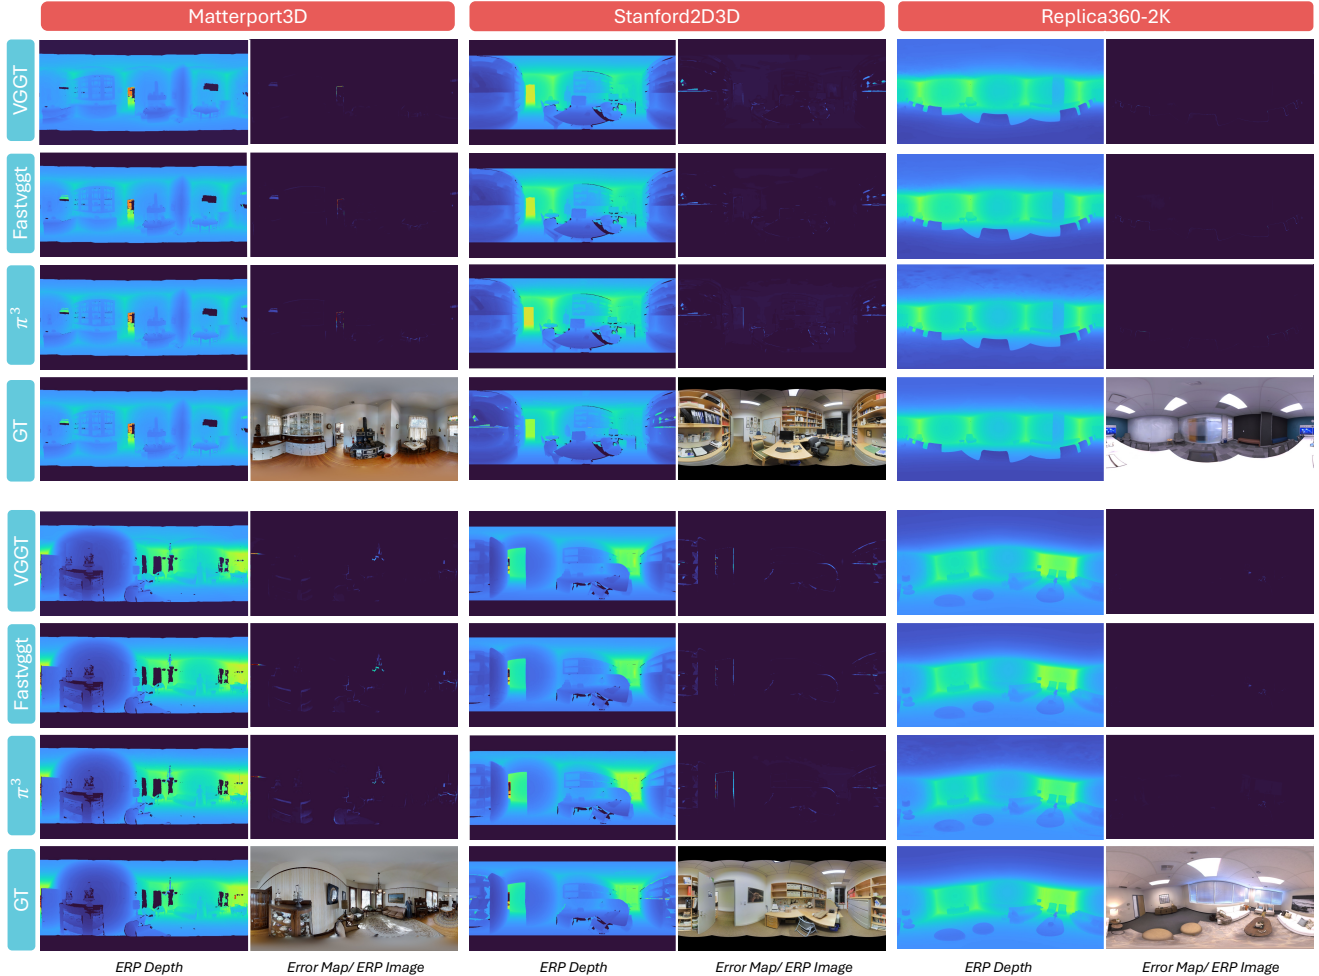 Matterport3D Stanford2D3D Replica360-2K
VGGT
Fastvggt
π³
GT
VGGT
Fastvggt
π³
GT
ERP Depth Error Map/ ERP Image ERP Depth Error Map/ ERP Image ERP Depth Error Map/ ERP Image